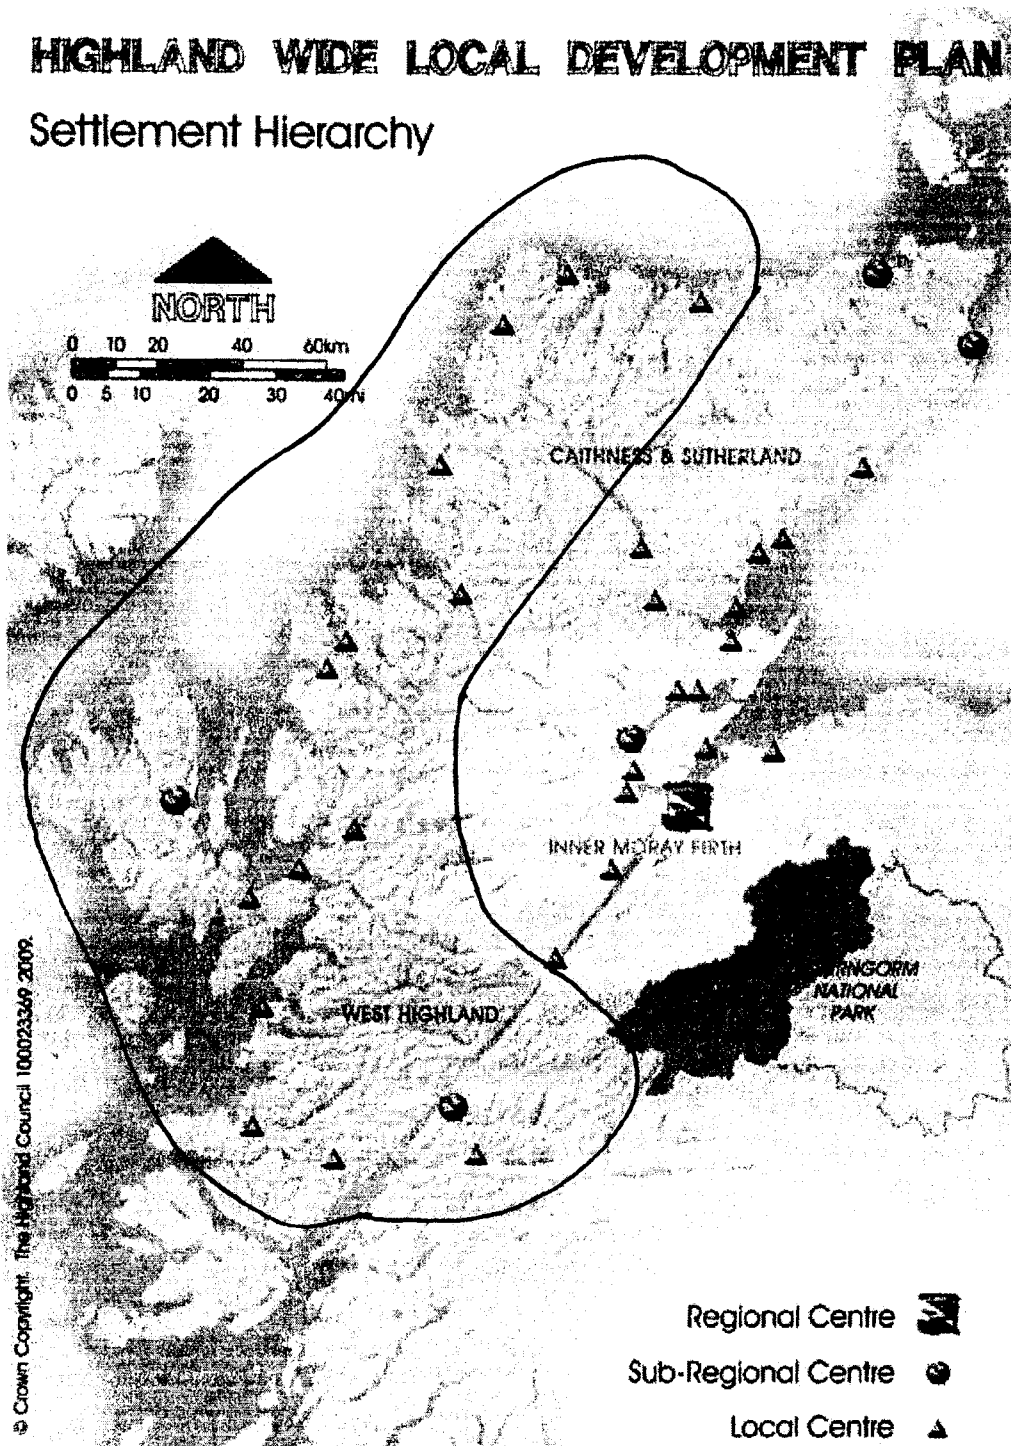 HIGHLAND WIDE LOCAL DEVELOPMENT PLAN
Settlement Hierarchy
NORTH
0 10 20 40 60km
0 5 10 20 30 40mi
CAITHNESS & SUTHERLAND
INNER MORAY FIRTH
NATIONAL
PARK
WEST HIGHLAND
© Crown Copyright. The Highland Council 100023369 2009.
Regional Centre
Sub-Regional Centre
Local Centre